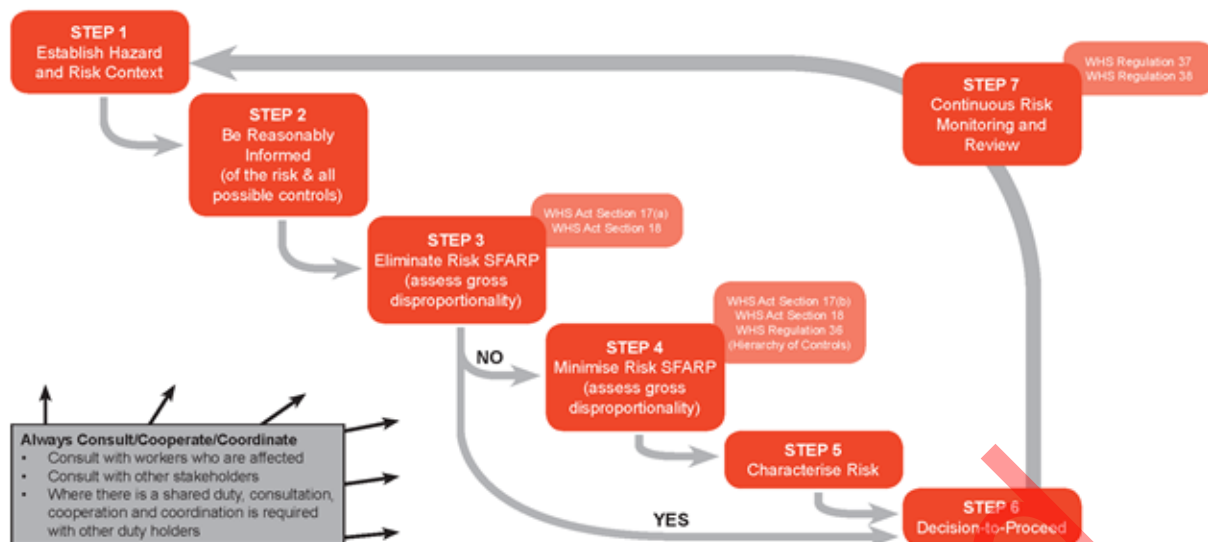 STEP 1
Establish Hazard
and Risk Context
STEP 2
Be Reasonably
Informed
(of the risk & all
possible controls)
WHS Act Section 17(a)
WHS Act Section 18
STEP 3
Eliminate Risk SFARP
(assess gross
disproportionality)
NO
YES
WHS Act Section 17(b)
WHS Act Section 18
WHS Regulation 36
(Hierarchy of Controls)
STEP 4
Minimise Risk SFARP
(assess gross
disproportionality)
STEP 5
Characterise Risk
STEP 6
Decision-to-Proceed
WHS Regulation 37
WHS Regulation 38
STEP 7
Continuous Risk
Monitoring and
Review
Always Consult/Cooperate/Coordinate
• Consult with workers who are affected
• Consult with other stakeholders
• Where there is a shared duty, consultation,
cooperation and coordination is required
with other duty holders